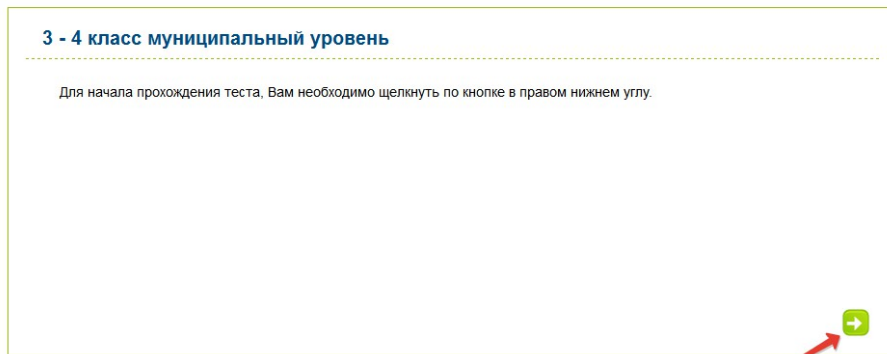 3 - 4 класс муниципальный уровень
Для начала прохождения теста, Вам необходимо щелкнуть по кнопке в правом нижнем углу.